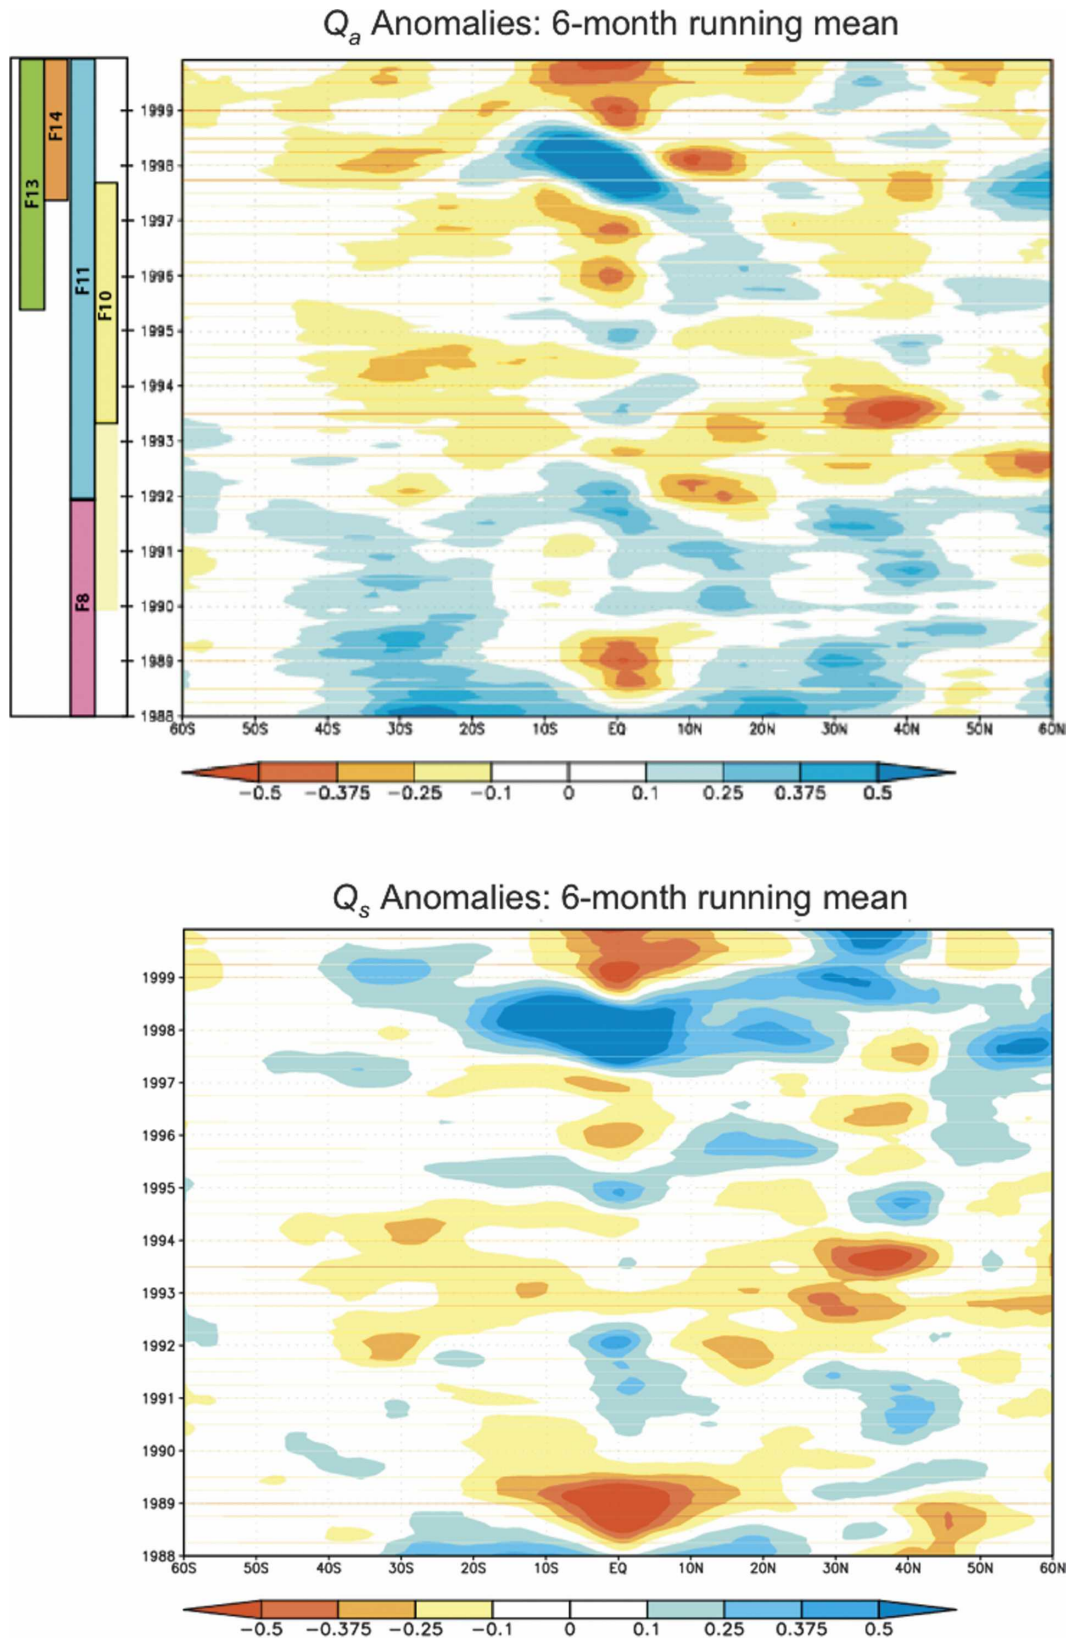 Qa Anomalies: 6-month running mean
F13
F14
F11
F10
F8
1999
1998
1997
1996
1995
1994
1993
1992
1991
1990
1989
1988
60S 50S 40S 30S 20S 10S EQ 10N 20N 30N 40N 50N 60N
−0.5 −0.375 −0.25 −0.1 0 0.1 0.25 0.375 0.5
Qs Anomalies: 6-month running mean
1999
1998
1997
1996
1995
1994
1993
1992
1991
1990
1989
1988
60S 50S 40S 30S 20S 10S EQ 10N 20N 30N 40N 50N 60N
−0.5 −0.375 −0.25 −0.1 0 0.1 0.25 0.375 0.5